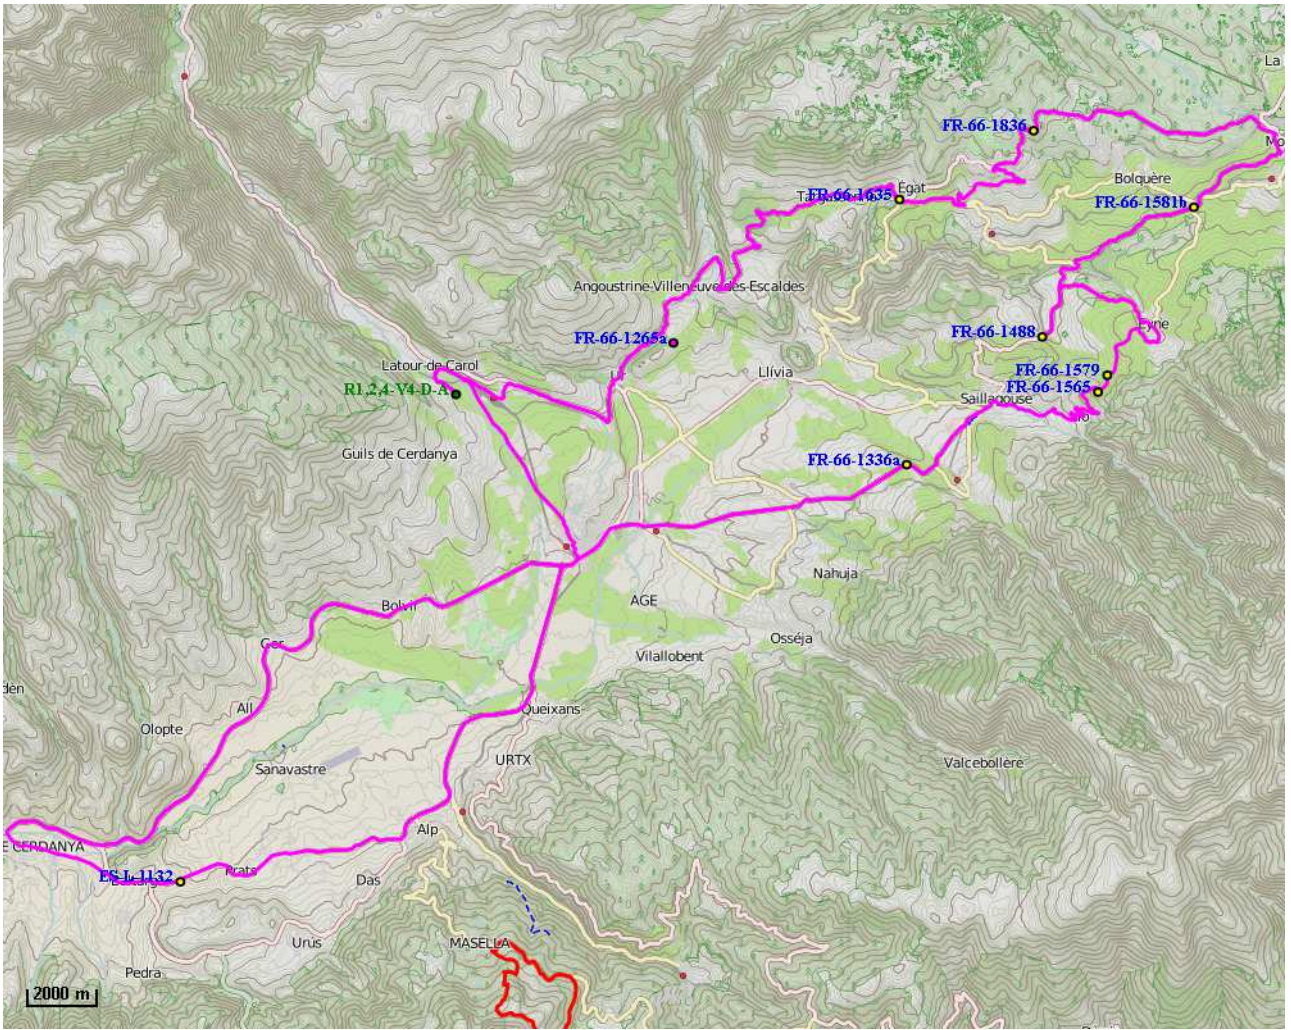 La
FR-66-1836
Mo
Bolquère
Égat
FR-66-1635
FR-66-1581b
Angoustrine-Villeneuve-des-Escaldes
FR-66-1265a
FR-66-1488
Eyne
Latour-de-Carol
Llívia
FR-66-1579
R1,2,4-V4-D-A
FR-66-1565
Saillagouse
Guils de Cerdanya
FR-66-1336a
Nahuja
AGE
Bolvir
Osséja
Ger
Vilallobent
All
Queixans
Olopte
URTX
Sanavastre
Valcebollère
Alp
E CERDANYA
ES-L-1132
Prats
Das
Urús
MASELLA
Pedra
2000 m